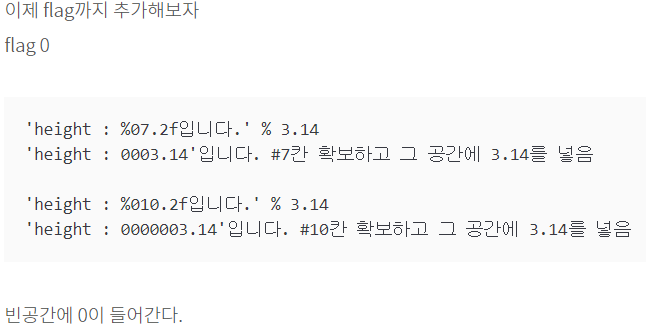 이제 flag까지 추가해보자
flag 0
'height : %07.2f입니다.' % 3.14
'height : 0003.14'입니다. #7칸 확보하고 그 공간에 3.14를 넣음
'height : %010.2f입니다.' % 3.14
'height : 0000003.14'입니다. #10칸 확보하고 그 공간에 3.14를 넣음
빈공간에 0이 들어간다.